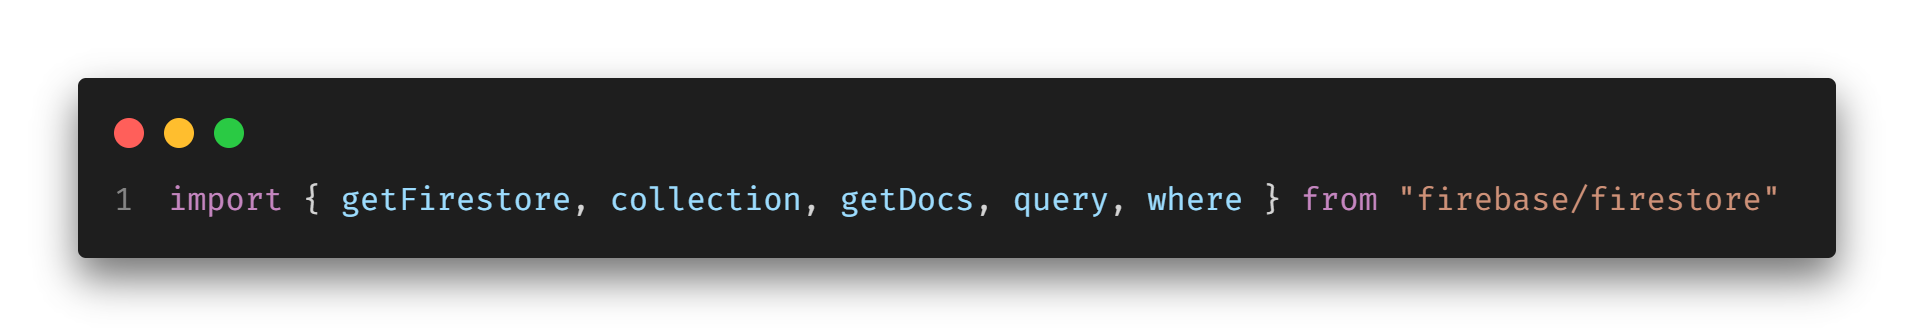 1 import { getFirestore, collection, getDocs, query, where } from "firebase/firestore"